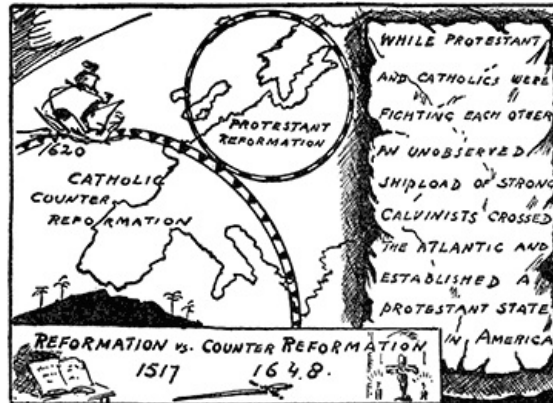 1620
CATHOLIC
COUNTER
REFORMATION
PROTESTANT
REFORMATION
WHILE PROTESTANT
AND CATHOLICS WERE
FIGHTING EACH OTHER
AN UNOBSERVED
SHIPLOAD OF STRONG
CALVINISTS CROSSED
THE ATLANTIC AND
ESTABLISHED A
PROTESTANT STATE
IN AMERICA
REFORMATION VS. COUNTER REFORMATION
1517 1648.